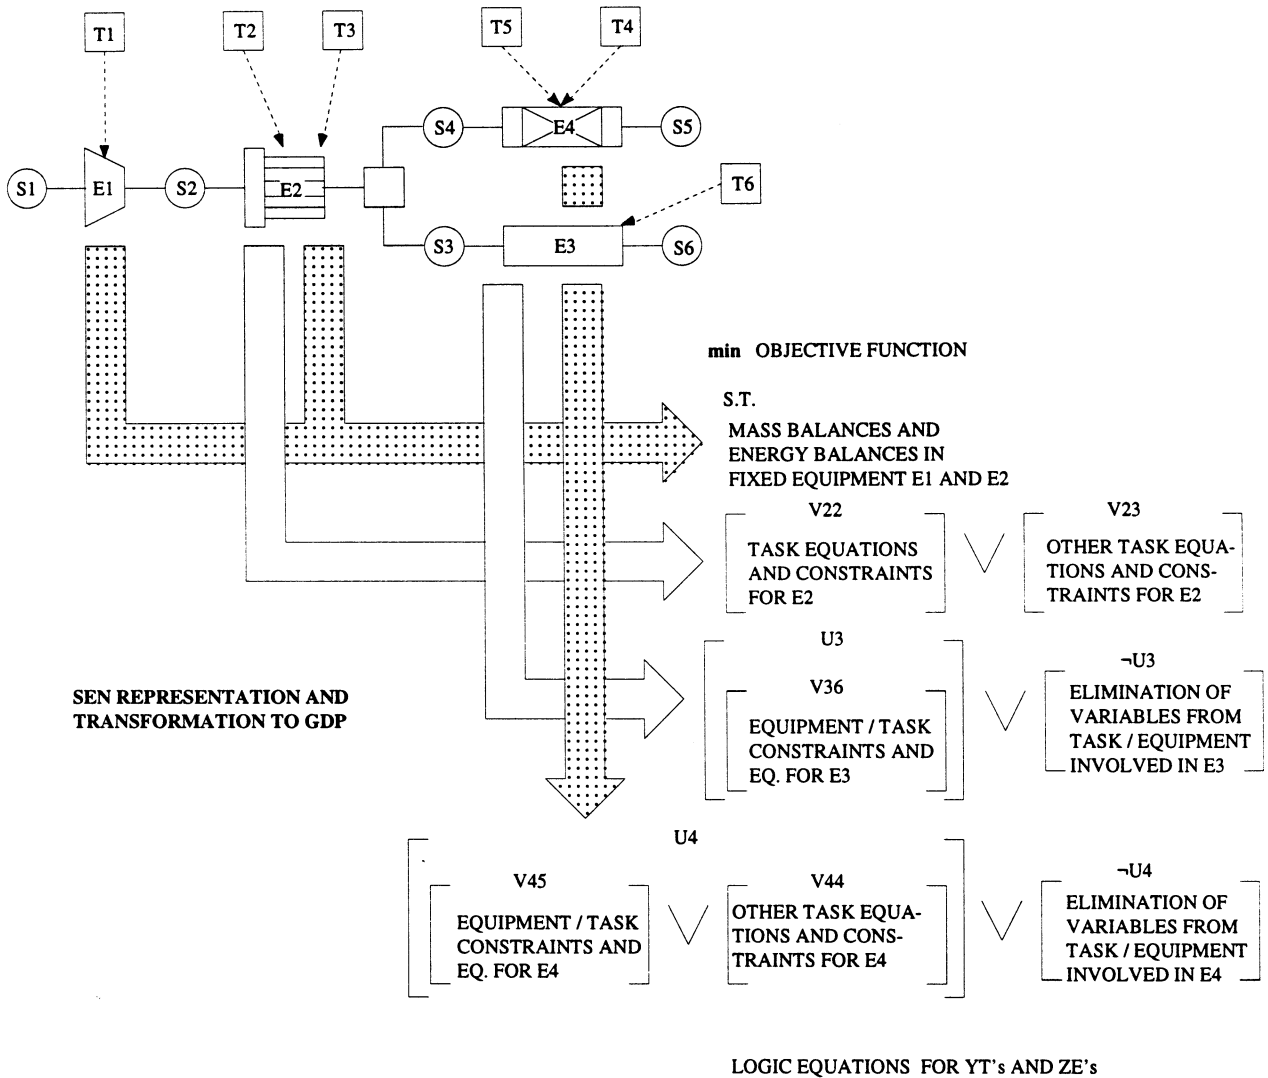 T1
T2
T3
T5
T4
S4
E4
S5
S1
E1
S2
E2
T6
S3
E3
S6
min OBJECTIVE FUNCTION
S.T.
MASS BALANCES AND
ENERGY BALANCES IN
FIXED EQUIPMENT E1 AND E2
V22
TASK EQUATIONS
AND CONSTRAINTS
FOR E2
V23
OTHER TASK EQUA-
TIONS AND CONS-
TRAINTS FOR E2
U3
V36
EQUIPMENT / TASK
CONSTRAINTS AND
EQ. FOR E3
¬U3
ELIMINATION OF
VARIABLES FROM
TASK / EQUIPMENT
INVOLVED IN E3
SEN REPRESENTATION AND
TRANSFORMATION TO GDP
U4
V45
EQUIPMENT / TASK
CONSTRAINTS AND
EQ. FOR E4
V44
OTHER TASK EQUA-
TIONS AND CONS-
TRAINTS FOR E4
¬U4
ELIMINATION OF
VARIABLES FROM
TASK / EQUIPMENT
INVOLVED IN E4
LOGIC EQUATIONS FOR YT's AND ZE's